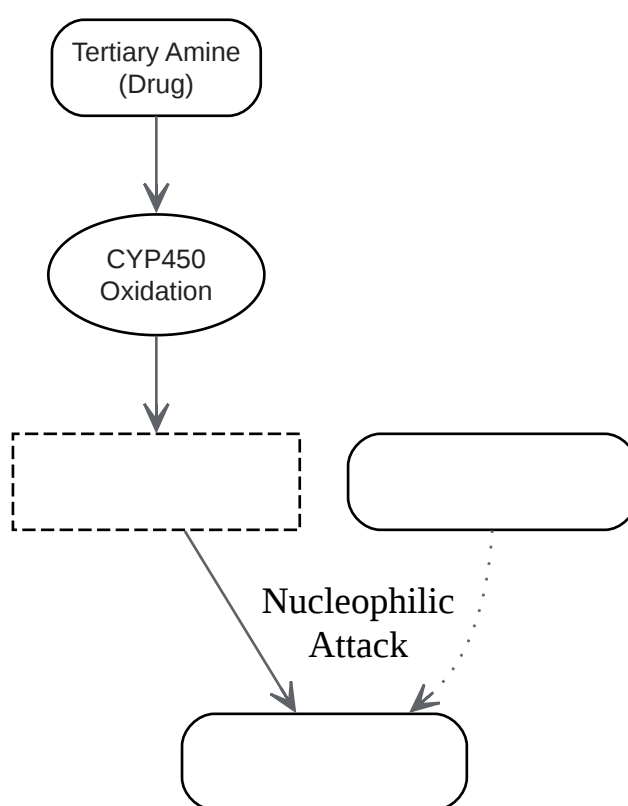 Tertiary Amine
(Drug)
CYP450
Oxidation
Nucleophilic
Attack